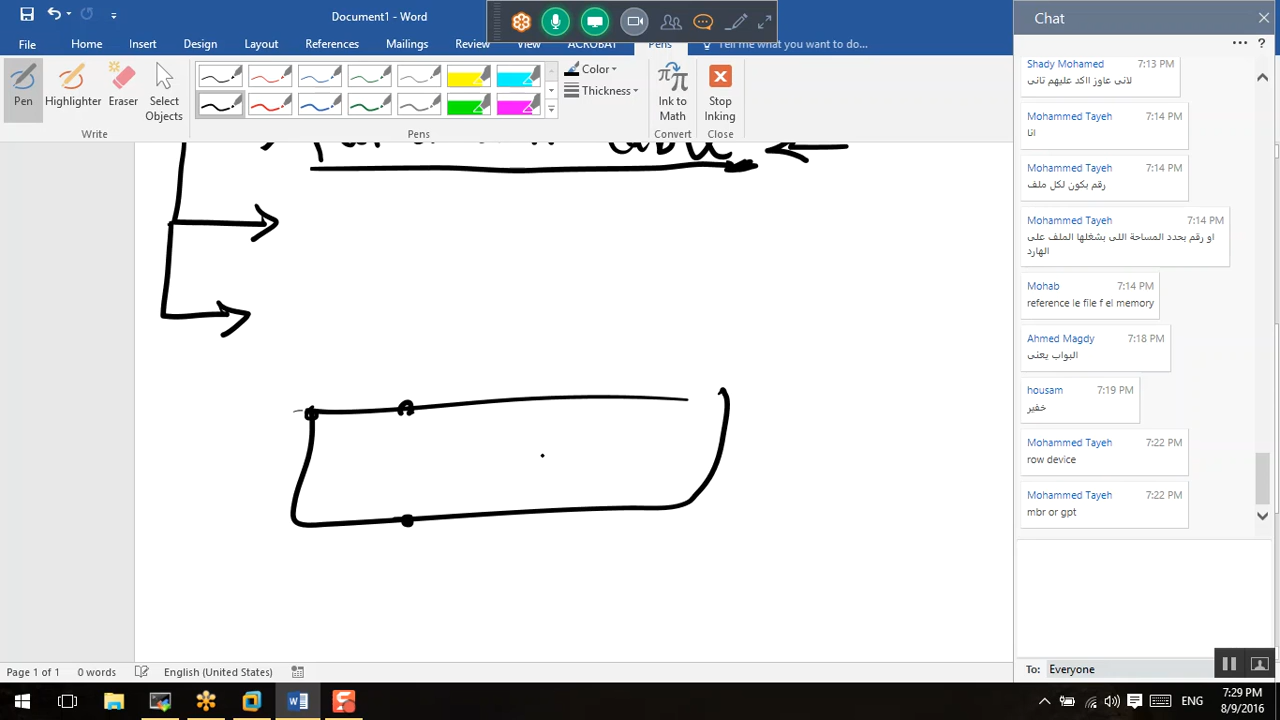 Document1 - Word
Chat
File
Home
Insert
Design
Layout
References
Mailings
Review
View
ACROBAT
Pens
Tell me what you want to do...
Pen
Highlighter
Eraser
Select
Objects
Color
Thickness
Ink to
Math
Stop
Inking
Write
Pens
Convert
Close
Shady Mohamed 7:13 PM
لانى عاوز ااكد عليهم تانى
Mohammed Tayeh 7:14 PM
انا
Mohammed Tayeh 7:14 PM
رقم بكون لكل ملف
Mohammed Tayeh 7:14 PM
او رقم بحدد المساحة اللى بشغلها الملف على
الهارد
Mohab 7:14 PM
reference le file f el memory
Ahmed Magdy 7:18 PM
البواب يعنى
housam 7:19 PM
خفير
Mohammed Tayeh 7:22 PM
row device
Mohammed Tayeh 7:22 PM
mbr or gpt
To: Everyone
Page 1 of 1 0 words English (United States)
ENG
7:29 PM
8/9/2016